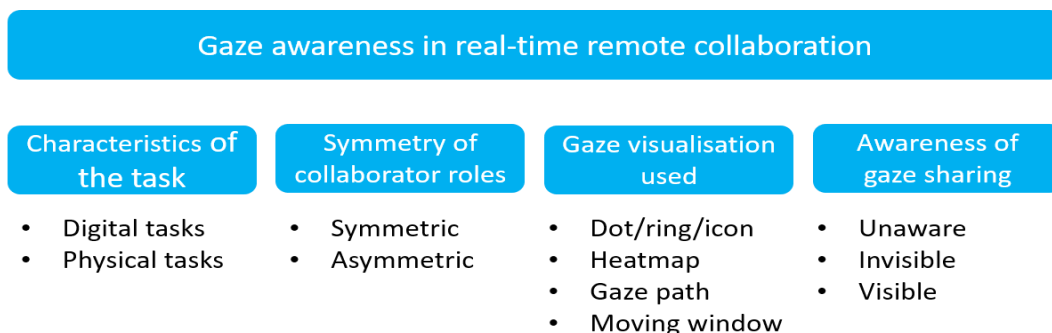 Gaze awareness in real-time remote collaboration
Characteristics of
the task
• Digital tasks
• Physical tasks
Symmetry of
collaborator roles
• Symmetric
• Asymmetric
Gaze visualisation
used
• Dot/ring/icon
• Heatmap
• Gaze path
• Moving window
Awareness of
gaze sharing
• Unaware
• Invisible
• Visible